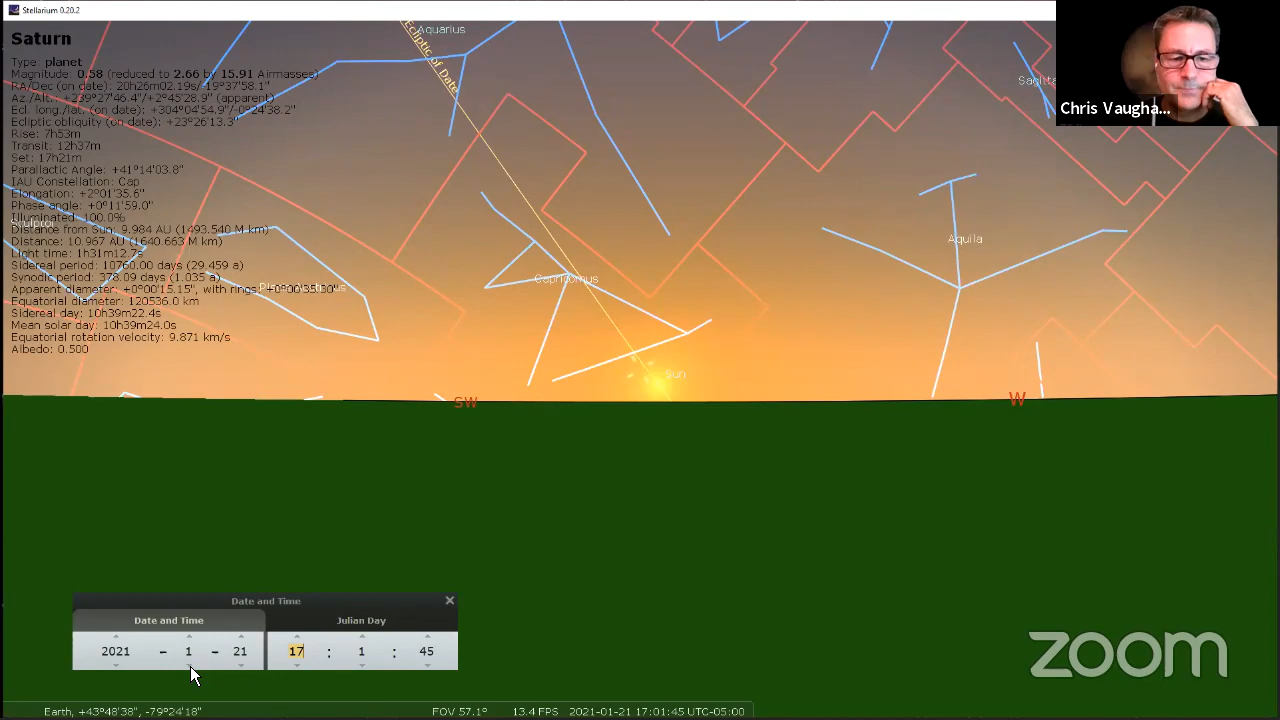 Stellarium 0.20.2
Saturn
Type: planet
Magnitude: 0.58 (reduced to 2.66 by 15.91 Airmasses)
RA/Dec (on date): 20h26m02.19s/-19°37'58.1"
Az./Alt.: +239°27'46.4"/+2°45'28.9" (apparent)
Ecl. long./lat. (on date): +304°04'54.9"/-0°24'38.2"
Ecliptic obliquity (on date): +23°26'13.3"
Rise: 7h53m
Transit: 12h37m
Set: 17h21m
Parallactic Angle: +41°14'03.8"
IAU Constellation: Cap
Elongation: +2°01'35.6"
Phase angle: +0°11'59.0"
Illuminated: 100.0%
Distance from Sun: 9.984 AU (1493.540 M km)
Distance: 10.967 AU (1640.663 M km)
Light time: 1h31m12.7s
Sidereal period: 10760.00 days (29.459 a)
Synodic period: 378.09 days (1.035 a)
Apparent diameter: +0°00'15.15", with rings: +0°00'35.30"
Equatorial diameter: 120536.0 km
Sidereal day: 10h39m22.4s
Mean solar day: 10h39m24.0s
Equatorial rotation velocity: 9.871 km/s
Albedo: 0.500
Aquarius
Ecliptic of Date
Sagitta
Chris Vaugha...
Sculptor
Aquila
Capricornus
Sun
SW
W
Date and Time
Date and Time Julian Day
2021 - 1 - 21 17 : 1 : 45
zoom
Earth, +43°48'38", -79°24'18" FOV 57.1° 13.4 FPS 2021-01-21 17:01:45 UTC-05:00